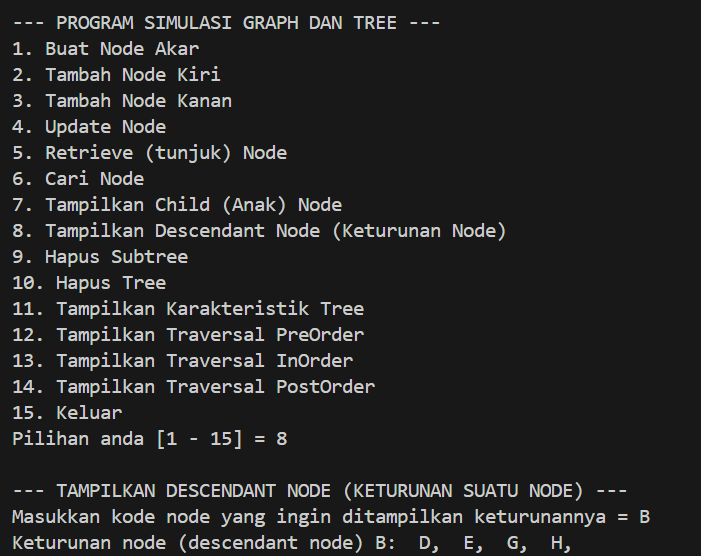 --- PROGRAM SIMULASI GRAPH DAN TREE ---
1. Buat Node Akar
2. Tambah Node Kiri
3. Tambah Node Kanan
4. Update Node
5. Retrieve (tunjuk) Node
6. Cari Node
7. Tampilkan Child (Anak) Node
8. Tampilkan Descendant Node (Keturunan Node)
9. Hapus Subtree
10. Hapus Tree
11. Tampilkan Karakteristik Tree
12. Tampilkan Traversal PreOrder
13. Tampilkan Traversal InOrder
14. Tampilkan Traversal PostOrder
15. Keluar
Pilihan anda [1 - 15] = 8
--- TAMPILKAN DESCENDANT NODE (KETURUNAN SUATU NODE) ---
Masukkan kode node yang ingin ditampilkan keturunannya = B
Keturunan node (descendant node) B:  D,  E,  G,  H,